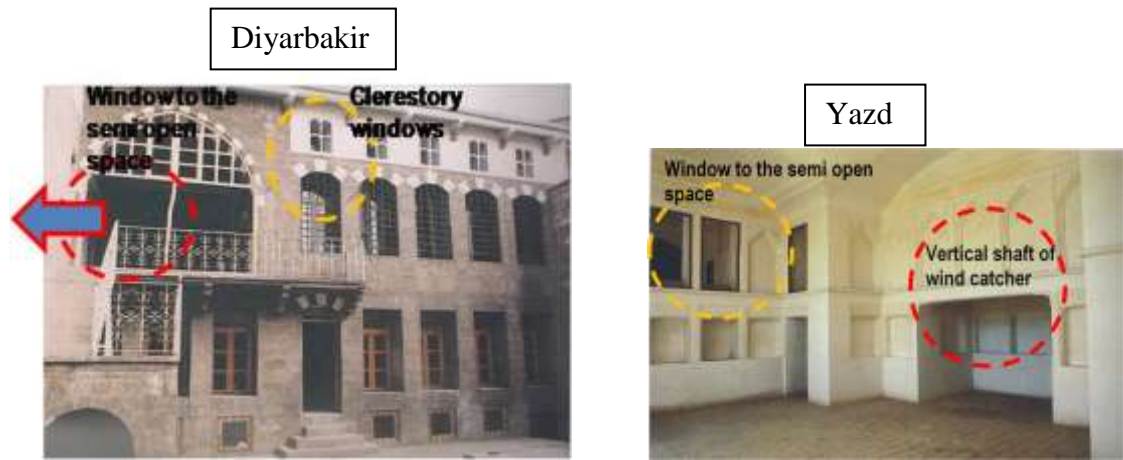 Diyarbakir
Window to the
semi open
space
Clerestory
windows
Yazd
Window to the semi open
space
Vertical shaft of
wind catcher